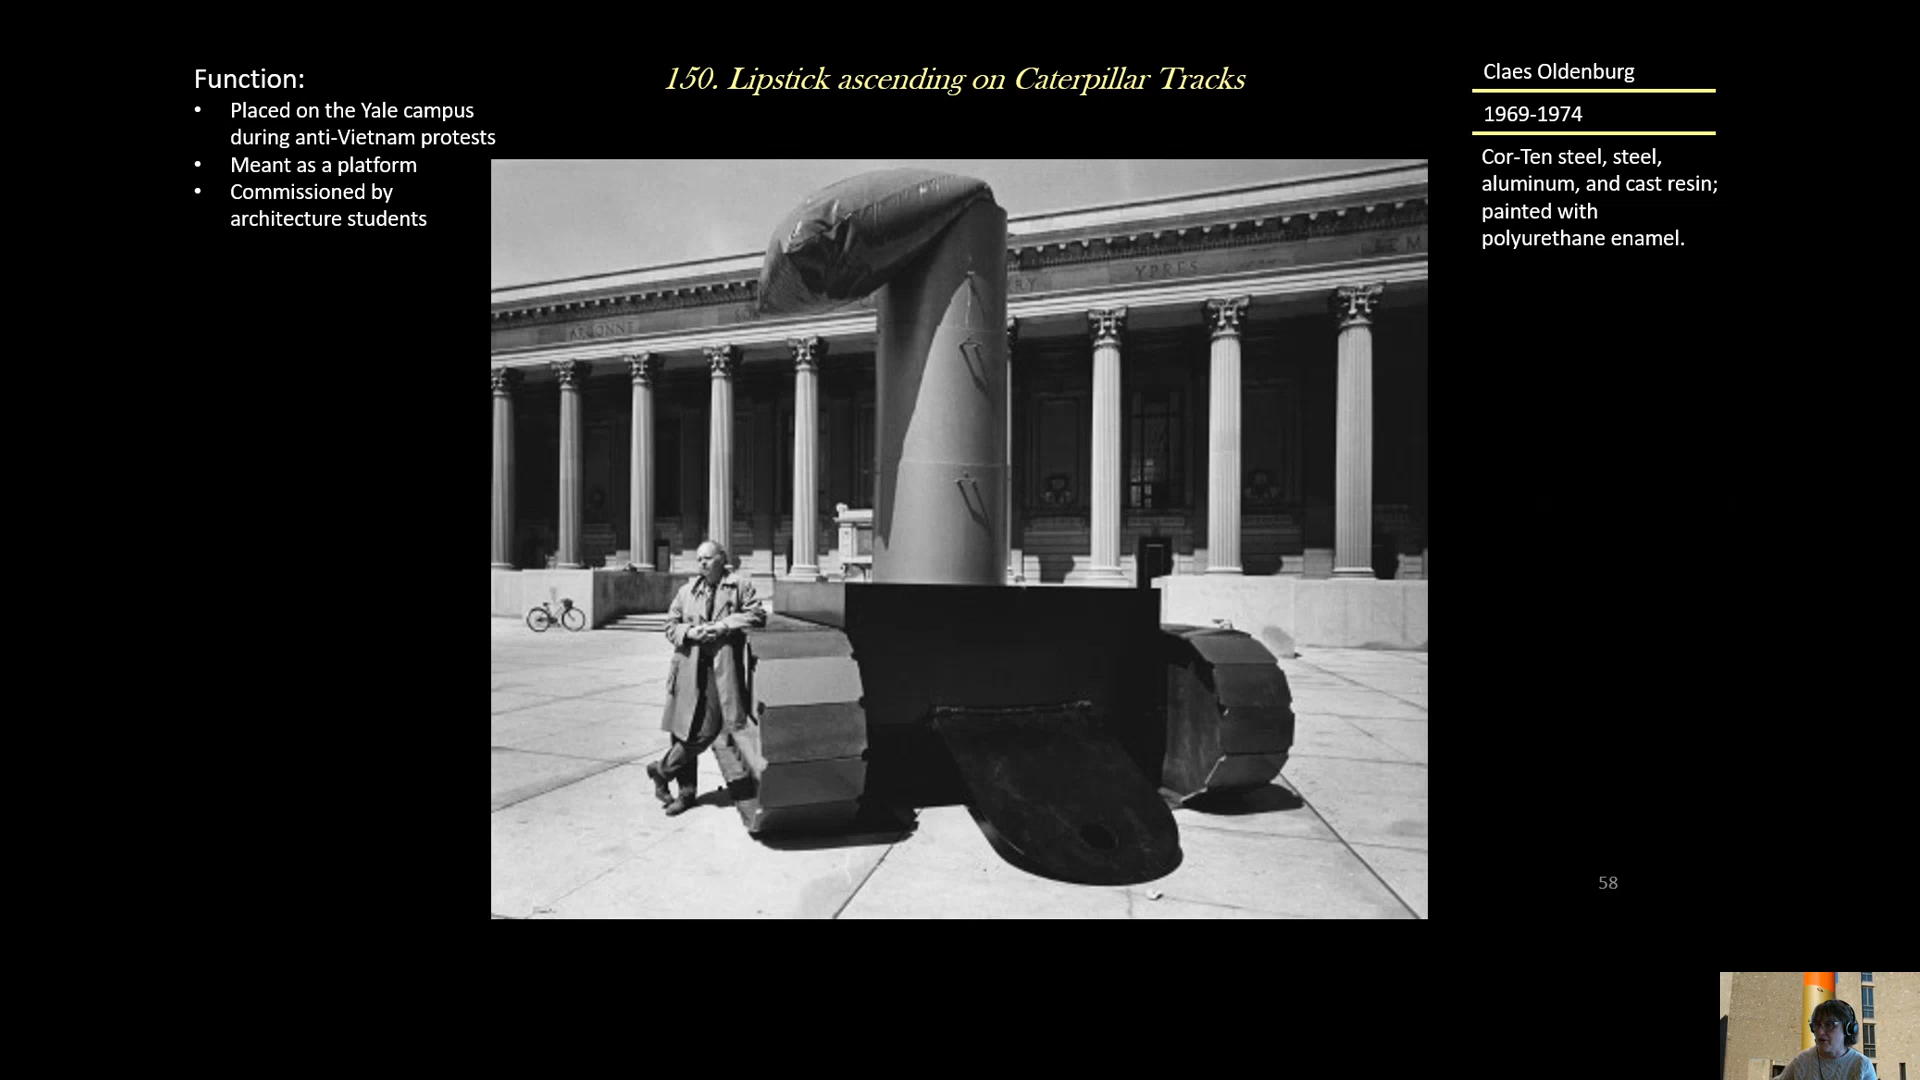 Function:
• Placed on the Yale campus
during anti-Vietnam protests
• Meant as a platform
• Commissioned by
architecture students
150. Lipstick ascending on Caterpillar Tracks
Claes Oldenburg
1969-1974
Cor-Ten steel, steel,
aluminum, and cast resin;
painted with
polyurethane enamel.
ARGONNE
YPRES
58